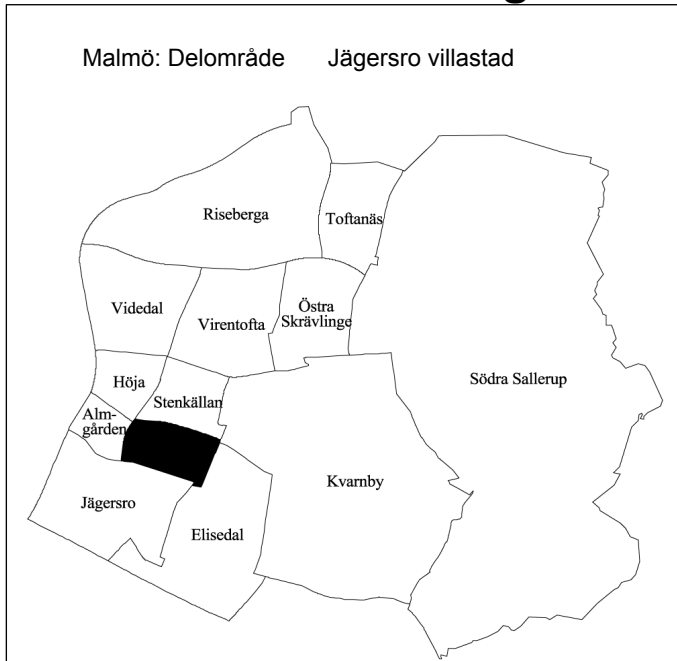 Malmö: Delområde Jägersro villastad
Riseberga
Toftanäs
Videdal
Virentofta
Östra
Skrävlinge
Södra Sallerup
Höja
Stenkällan
Alm-
gården
Kvarnby
Jägersro
Elisedal